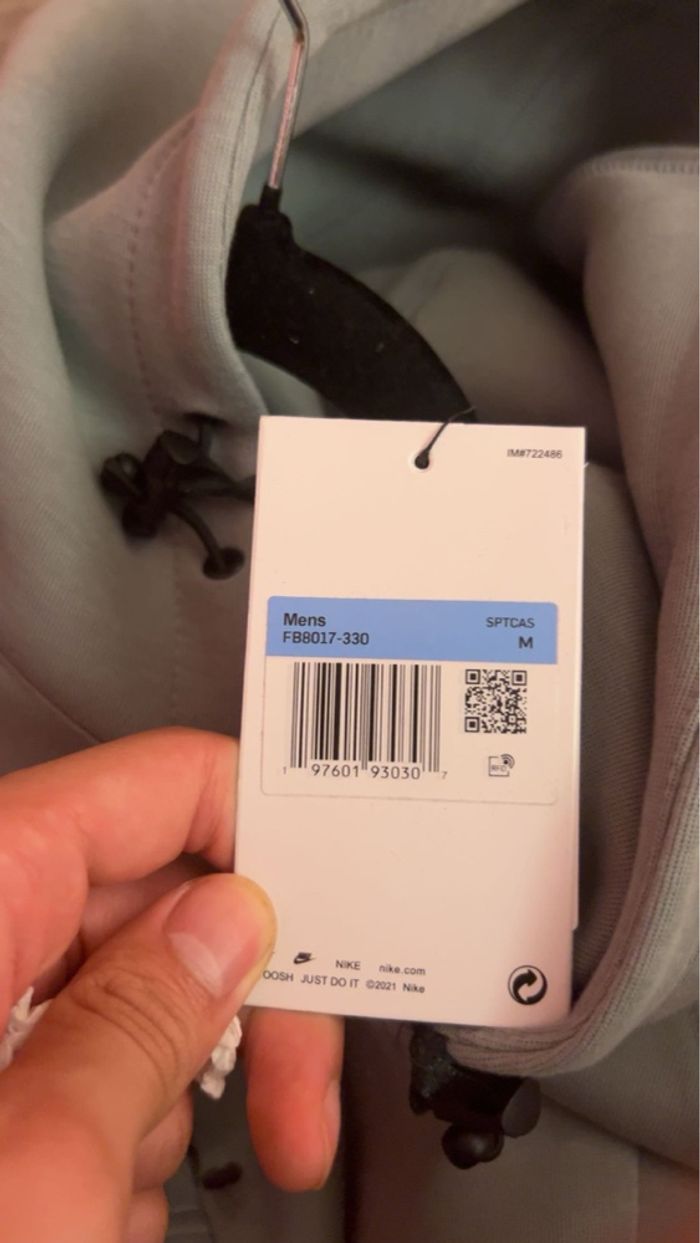 IM#722486
Mens
SPTCAS
FB8017-330
M
1 97601 93030 7
RFID
NIKE nike.com
OOSH JUST DO IT ©2021 Nike